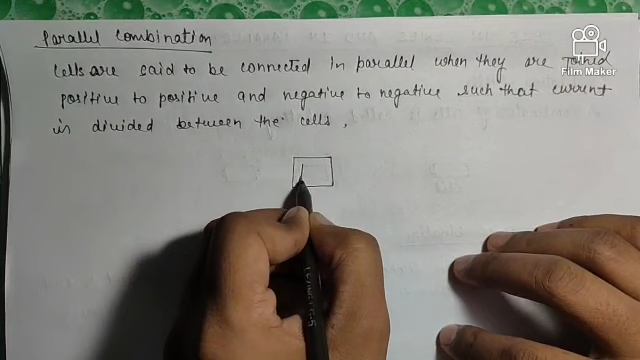 Parallel Combination
Cells are said to be connected in parallel when they are joined
positive to positive and negative to negative such that current
is divided between the cells.
Film Maker